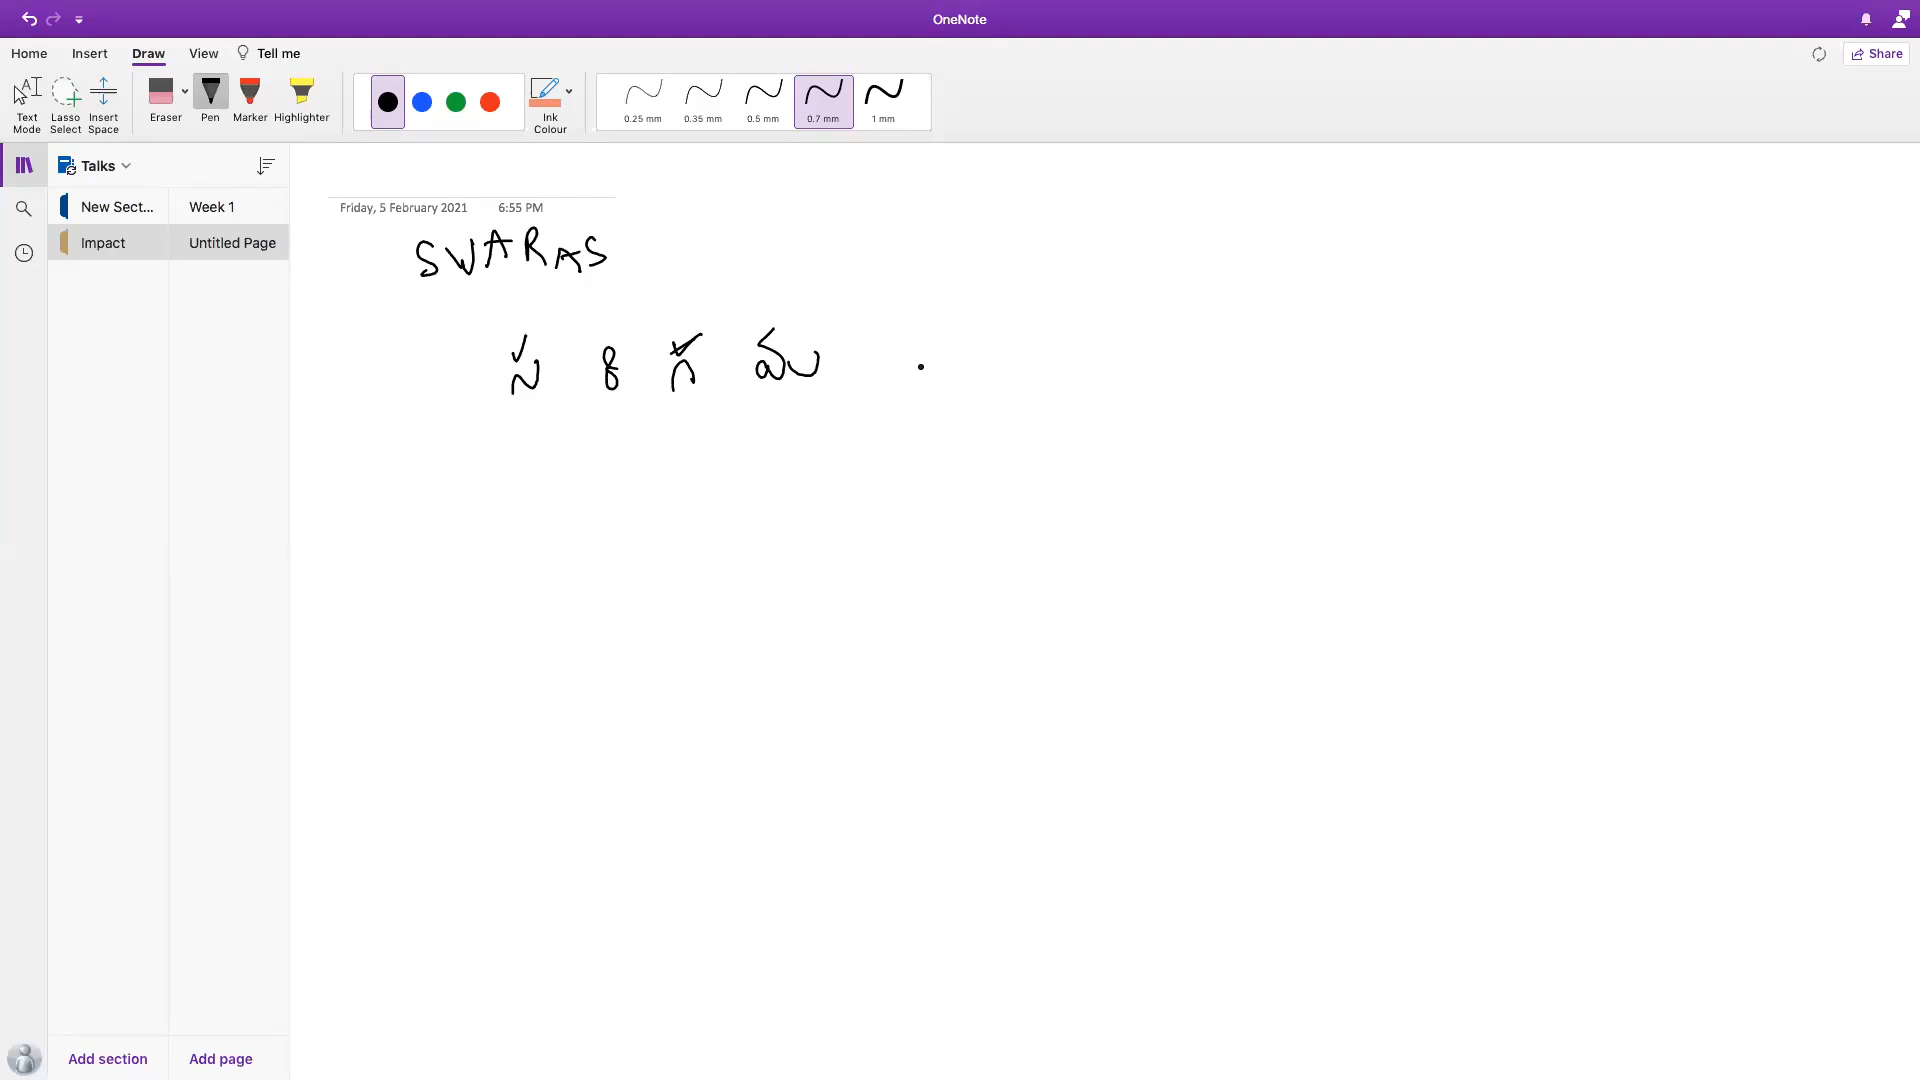 OneNote
Home Insert Draw View Tell me Share
Text Mode Lasso Select Insert Space Eraser Pen Marker Highlighter Ink Colour 0.25 mm 0.35 mm 0.5 mm 0.7 mm 1 mm
Talks
New Sect... Week 1
Impact Untitled Page
Friday, 5 February 2021 6:55 PM
SWARAS
స రి గ మ
Add section Add page